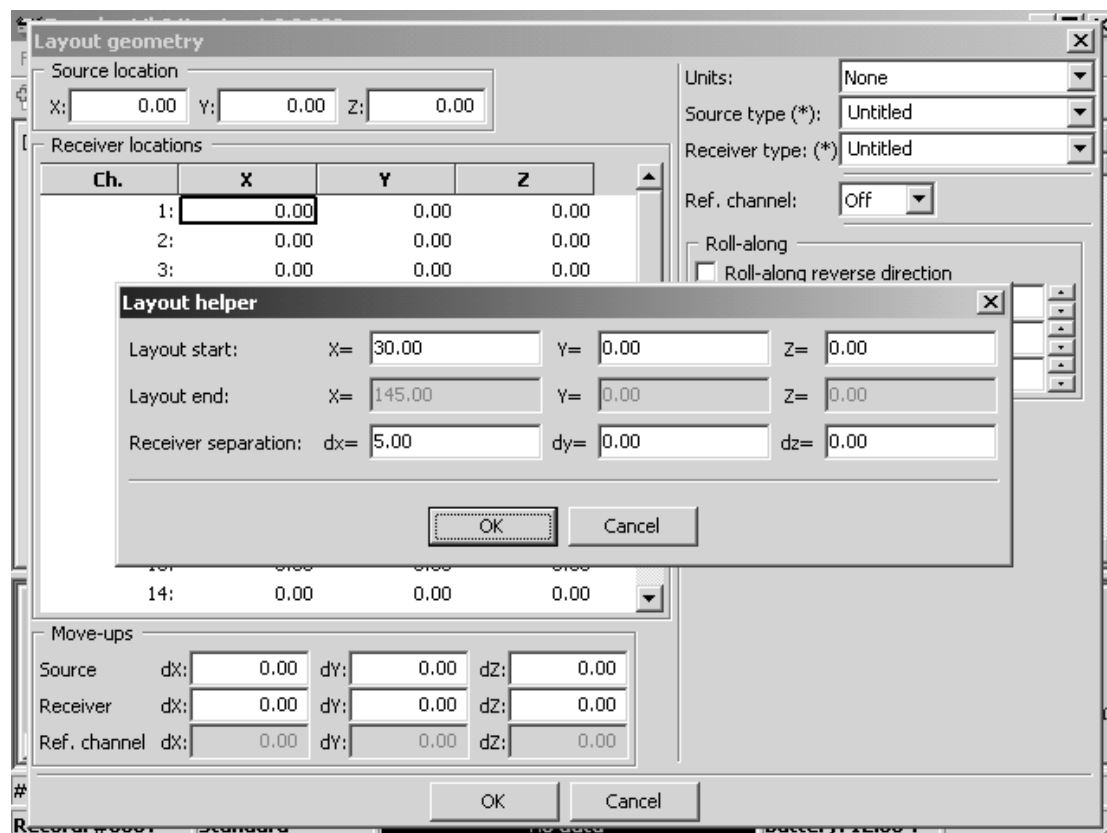 Layout geometry
Source location
X: 0.00 Y: 0.00 Z: 0.00
Units: None
Source type (*): Untitled
Receiver type: (*) Untitled
Receiver locations
Ch. X Y Z
1: 0.00 0.00 0.00
2: 0.00 0.00 0.00
3: 0.00 0.00 0.00
Ref. channel: Off
Roll-along
Roll-along reverse direction
Layout helper
Layout start: X= 30.00 Y= 0.00 Z= 0.00
Layout end: X= 145.00 Y= 0.00 Z= 0.00
Receiver separation: dx= 5.00 dy= 0.00 dz= 0.00
OK Cancel
14: 0.00 0.00 0.00
Move-ups
Source dX: 0.00 dY: 0.00 dZ: 0.00
Receiver dX: 0.00 dY: 0.00 dZ: 0.00
Ref. channel dX: 0.00 dY: 0.00 dZ: 0.00
OK Cancel
#